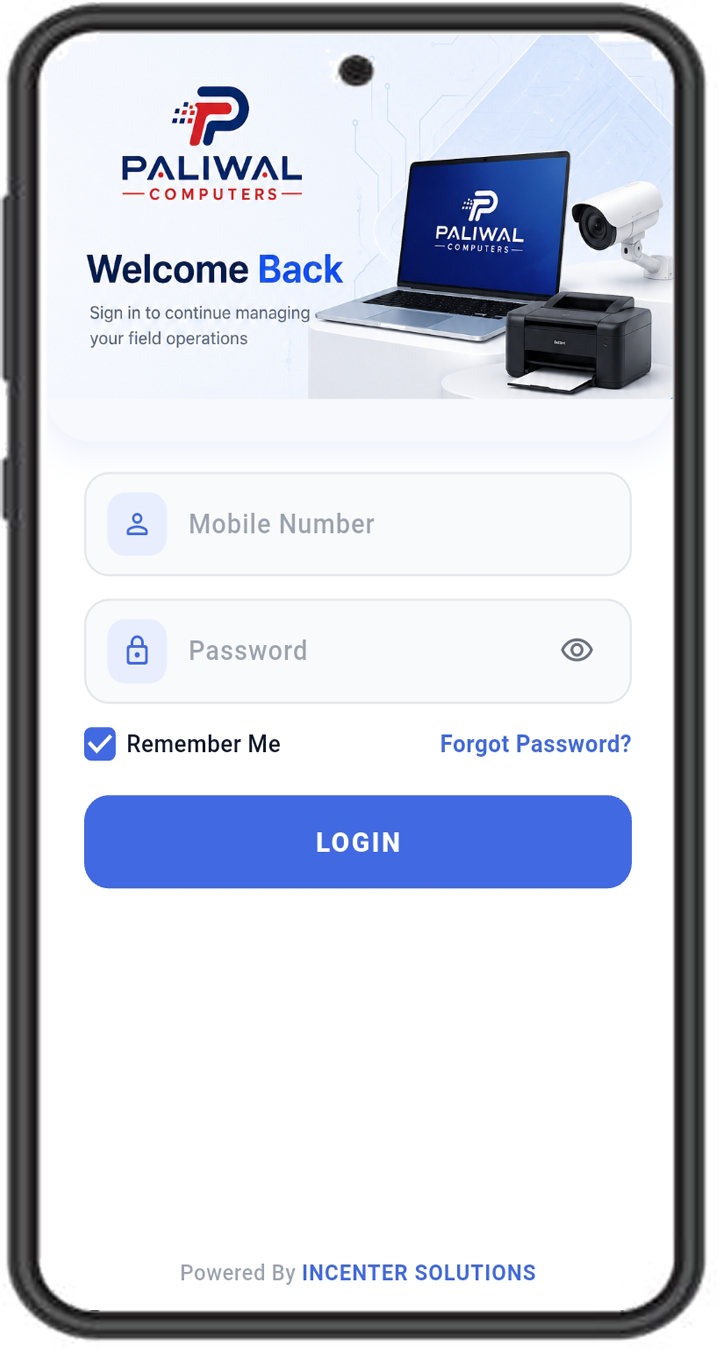 PALIWAL
COMPUTERS
PALIWAL
COMPUTERS
Welcome Back
Sign in to continue managing
your field operations
Mobile Number
Password
Remember Me
Forgot Password?
LOGIN
Powered By INCENTER SOLUTIONS